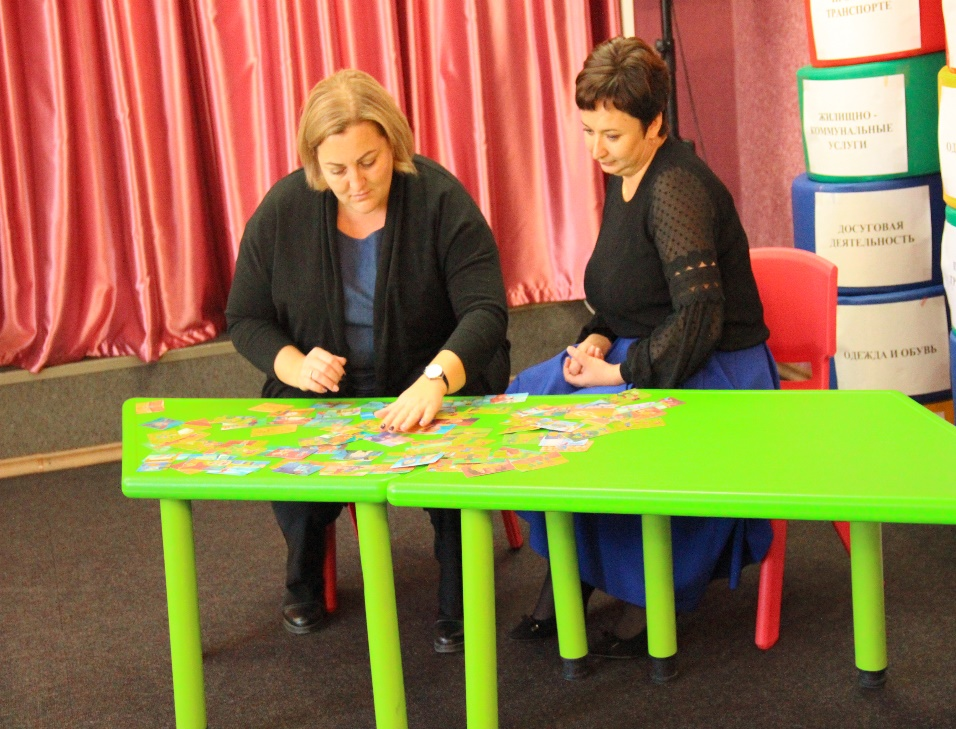 ТРАНСПОРТЕ
ЖИЛИЩНО -
КОММУНАЛЬНЫЕ
УСЛУГИ
ДОСУГОВАЯ
ДЕЯТЕЛЬНОСТЬ
ОДЕЖДА И ОБУВЬ